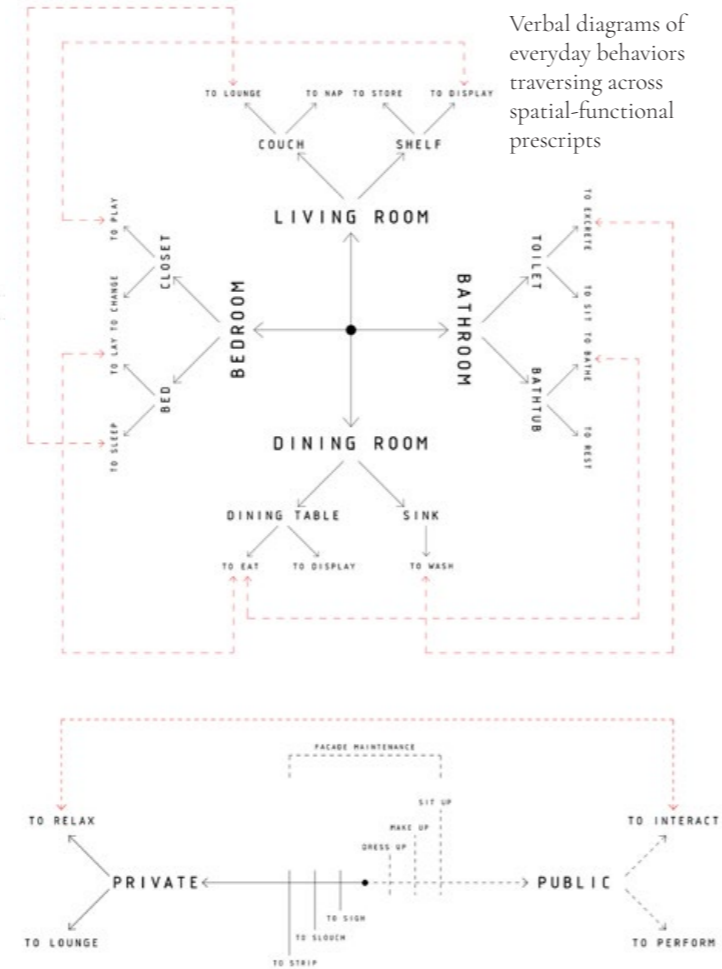 Verbal diagrams of
everyday behaviors
traversing across
spatial-functional
prescripts
TO LOUNGE
TO NAP
TO STORE
TO DISPLAY
COUCH
SHELF
LIVING ROOM
TO PLAY
TO CHANGE
TO LAY
TO SLEEP
CLOSET
BED
BEDROOM
BATHROOM
TOILET
BATHTUB
TO EXCRETE
TO SIT
TO BATHE
TO REST
DINING ROOM
DINING TABLE
SINK
TO EAT
TO DISPLAY
TO WASH
FACADE MAINTENANCE
SIT UP
MAKE UP
DRESS UP
TO RELAX
TO INTERACT
PRIVATE
PUBLIC
TO SIGH
TO SLOUCH
TO STRIP
TO LOUNGE
TO PERFORM